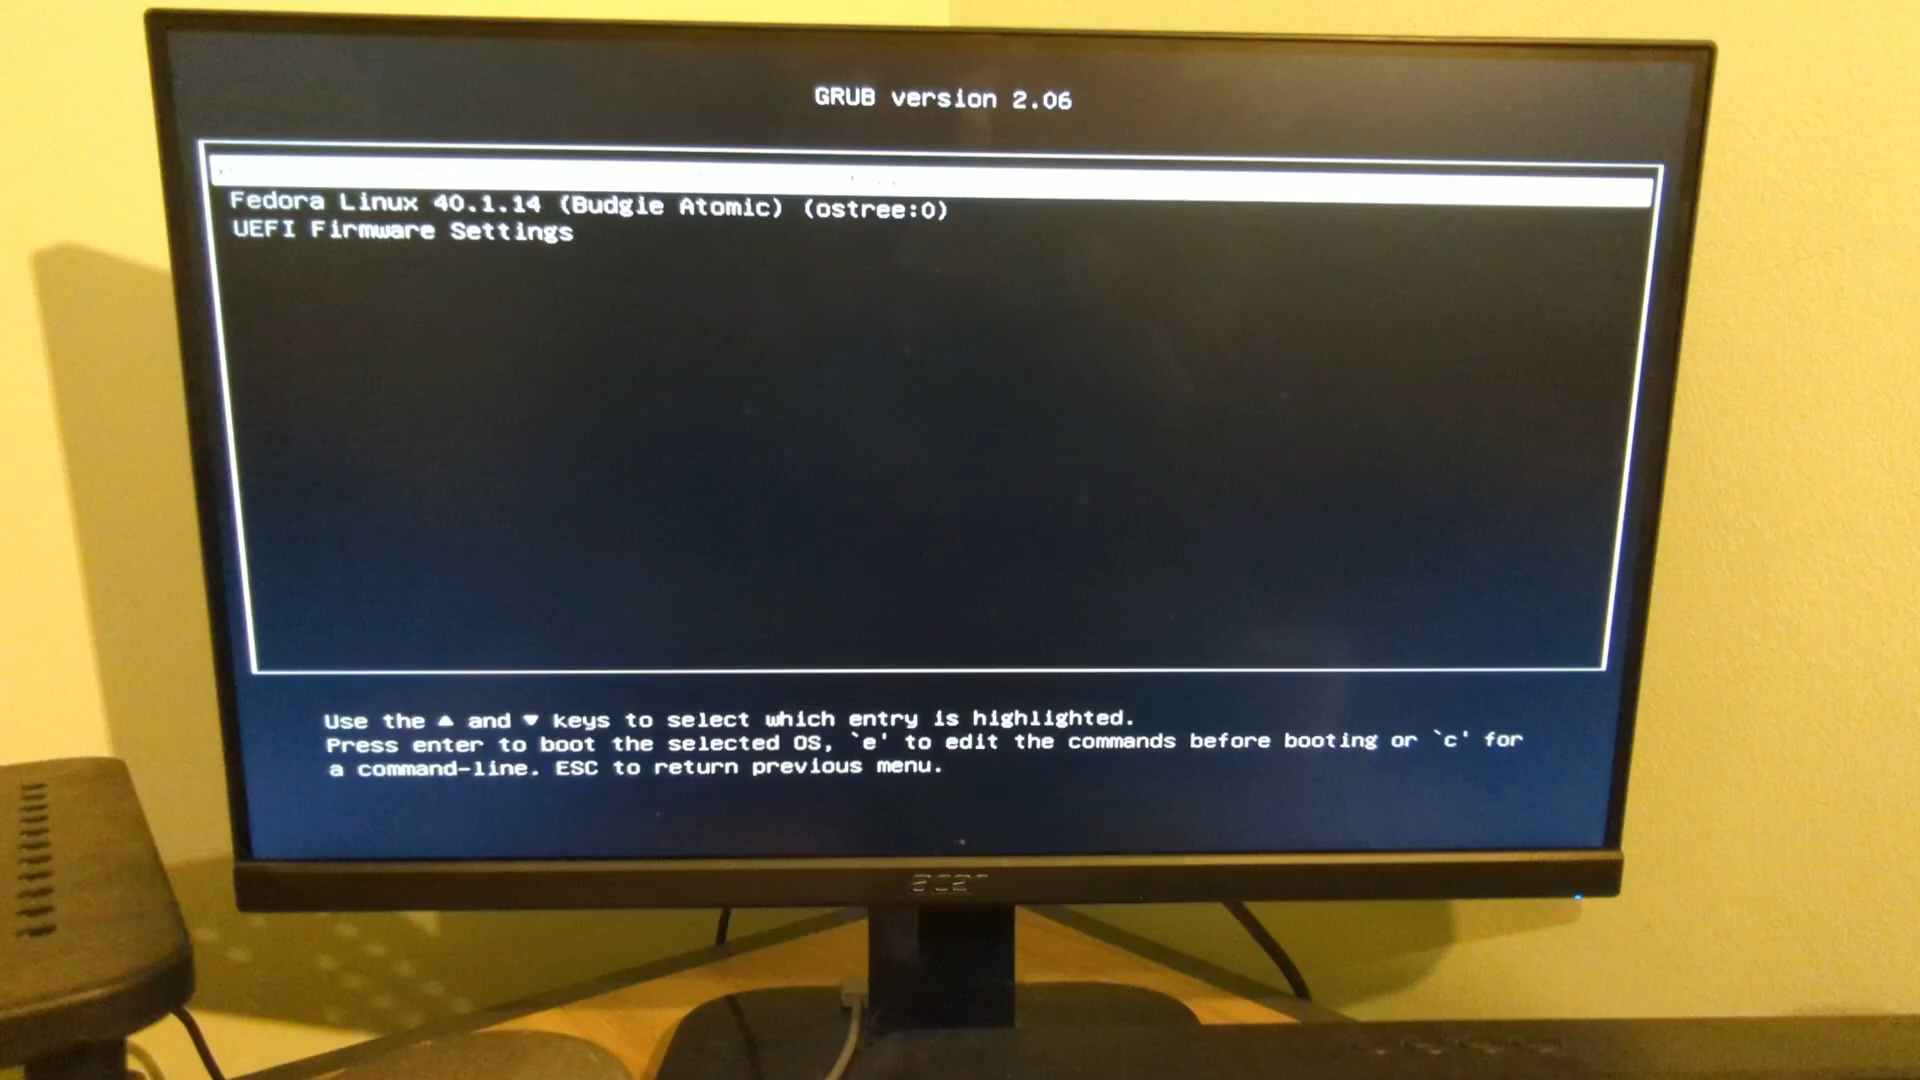 GRUB version 2.06
Fedora Linux 40.1.14 (Budgie Atomic) (ostree:0)
UEFI Firmware Settings
Use the ▲ and ▼ keys to select which entry is highlighted.
Press enter to boot the selected OS, `e' to edit the commands before booting or `c' for
a command-line. ESC to return previous menu.
acer